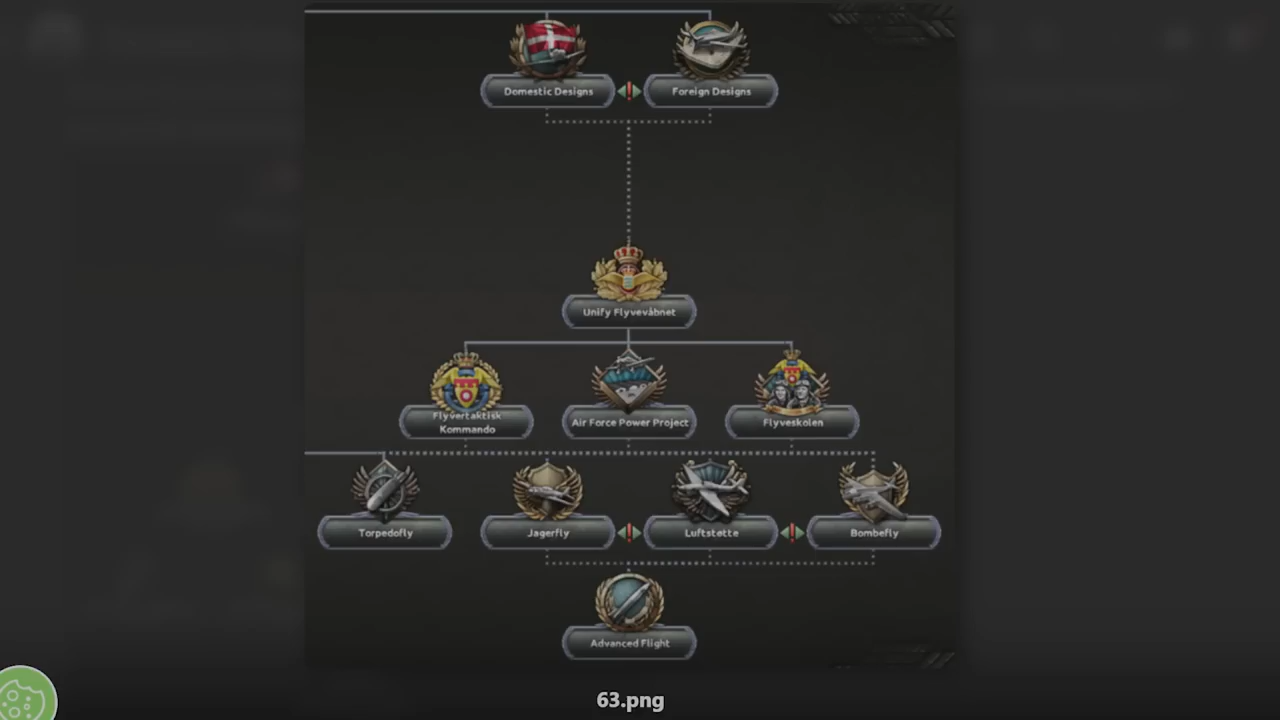 Domestic Designs
Foreign Designs
Unify Flyvevåbnet
Flyvertaktisk
Kommando
Air Force Power Project
Flyveskolen
Torpedofly
Jagerfly
Luftstøtte
Bombefly
Advanced Flight
63.png